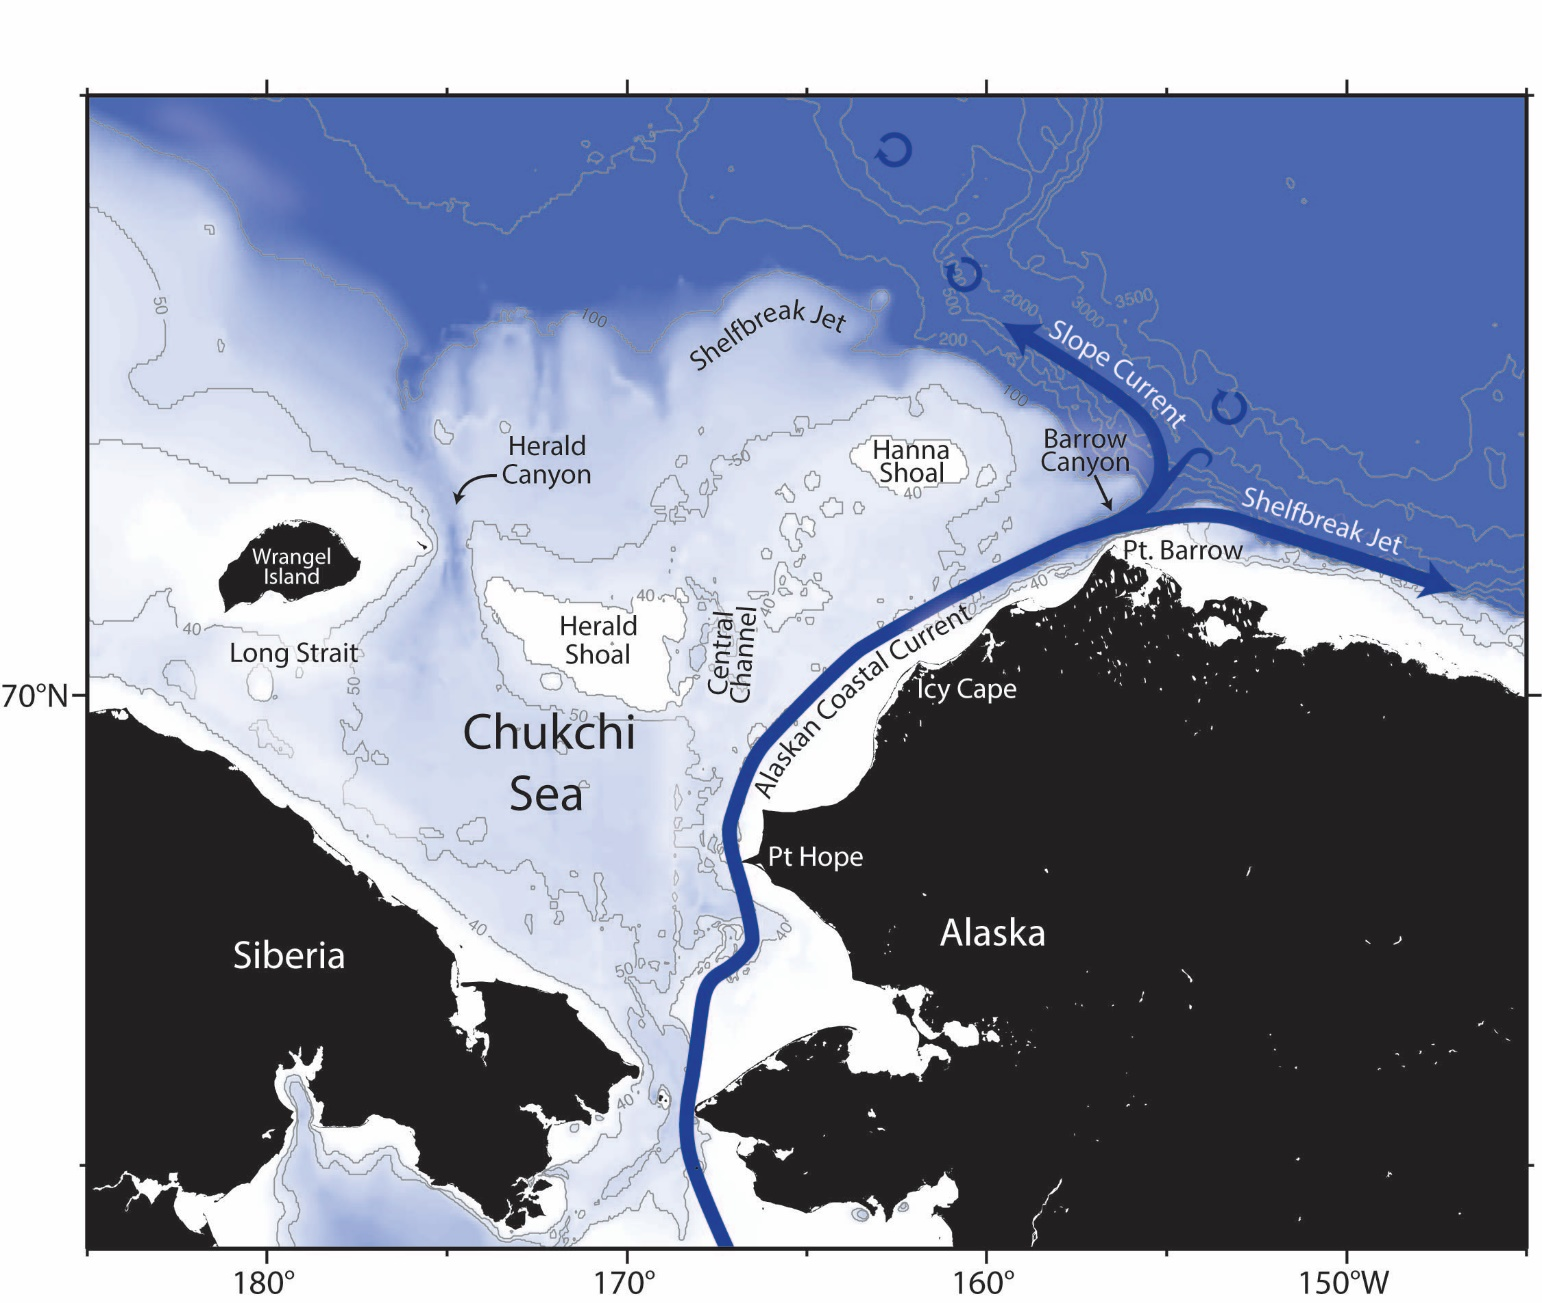 50
100
Shelfbreak Jet
500
2000
3000
3500
200
Slope Current
100
Herald
Canyon
50
Hanna
Shoal
40
Barrow
Canyon
Shelfbreak Jet
Pt. Barrow
Wrangel
Island
40
40
40
Herald
Shoal
Central
Channel
40
Long Strait
50
70°N
Icy Cape
Alaskan Coastal Current
50
Chukchi
Sea
Pt Hope
40
40
Siberia
Alaska
50
40
180°
170°
160°
150°W